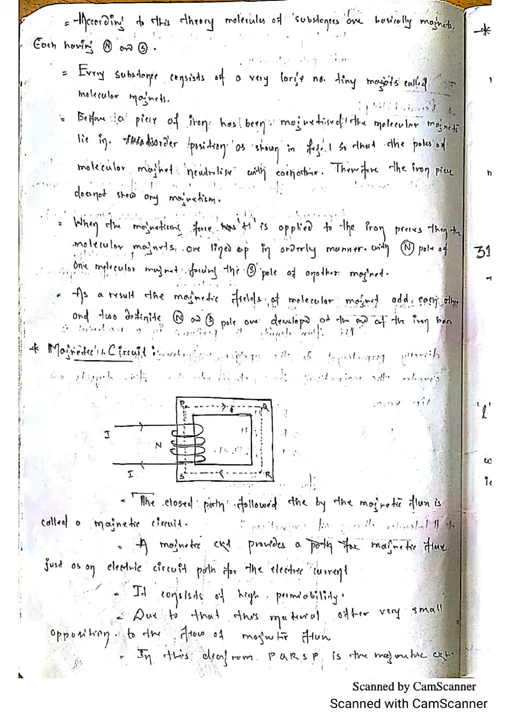 = According to this theory molecules of substances are basically magnets,
Each having Ⓝ and Ⓢ.
= Every substance consists of a very large no. tiny magnets called
molecular magnets.
= Before a piece of iron has been magnetised the molecular magnets
lie in disorder position as shown in fig.1 so that the poles of
molecular magnet neutralise with eachother. Therefore the iron piece
doesnot show any magnetism.
= When the magnetising force 'H' is applied to the iron pieces then the
molecular magnets are lined up in orderly manner. with Ⓝ pole of
one molecular magnet facing the Ⓢ pole of another magnet.
= As a result the magnetic fields of molecular magnet add each other
and two definite Ⓝ and Ⓢ pole are developed at the end of the iron bar.
* Magnetic Circuit:
P Q
I N
I S R
- The closed path followed the by the magnetic flux is
called a magnetic circuit.
- A magnetic ckt provides a path for magnetic flux
just as an electric circuit path for the electric current
- It consists of high permiability.
- Due to that this material offer very small
opposition to the flow of magnetic flux
- In this diagram PQRSP is the magnetic ckt.
31
Scanned by CamScanner
Scanned with CamScanner